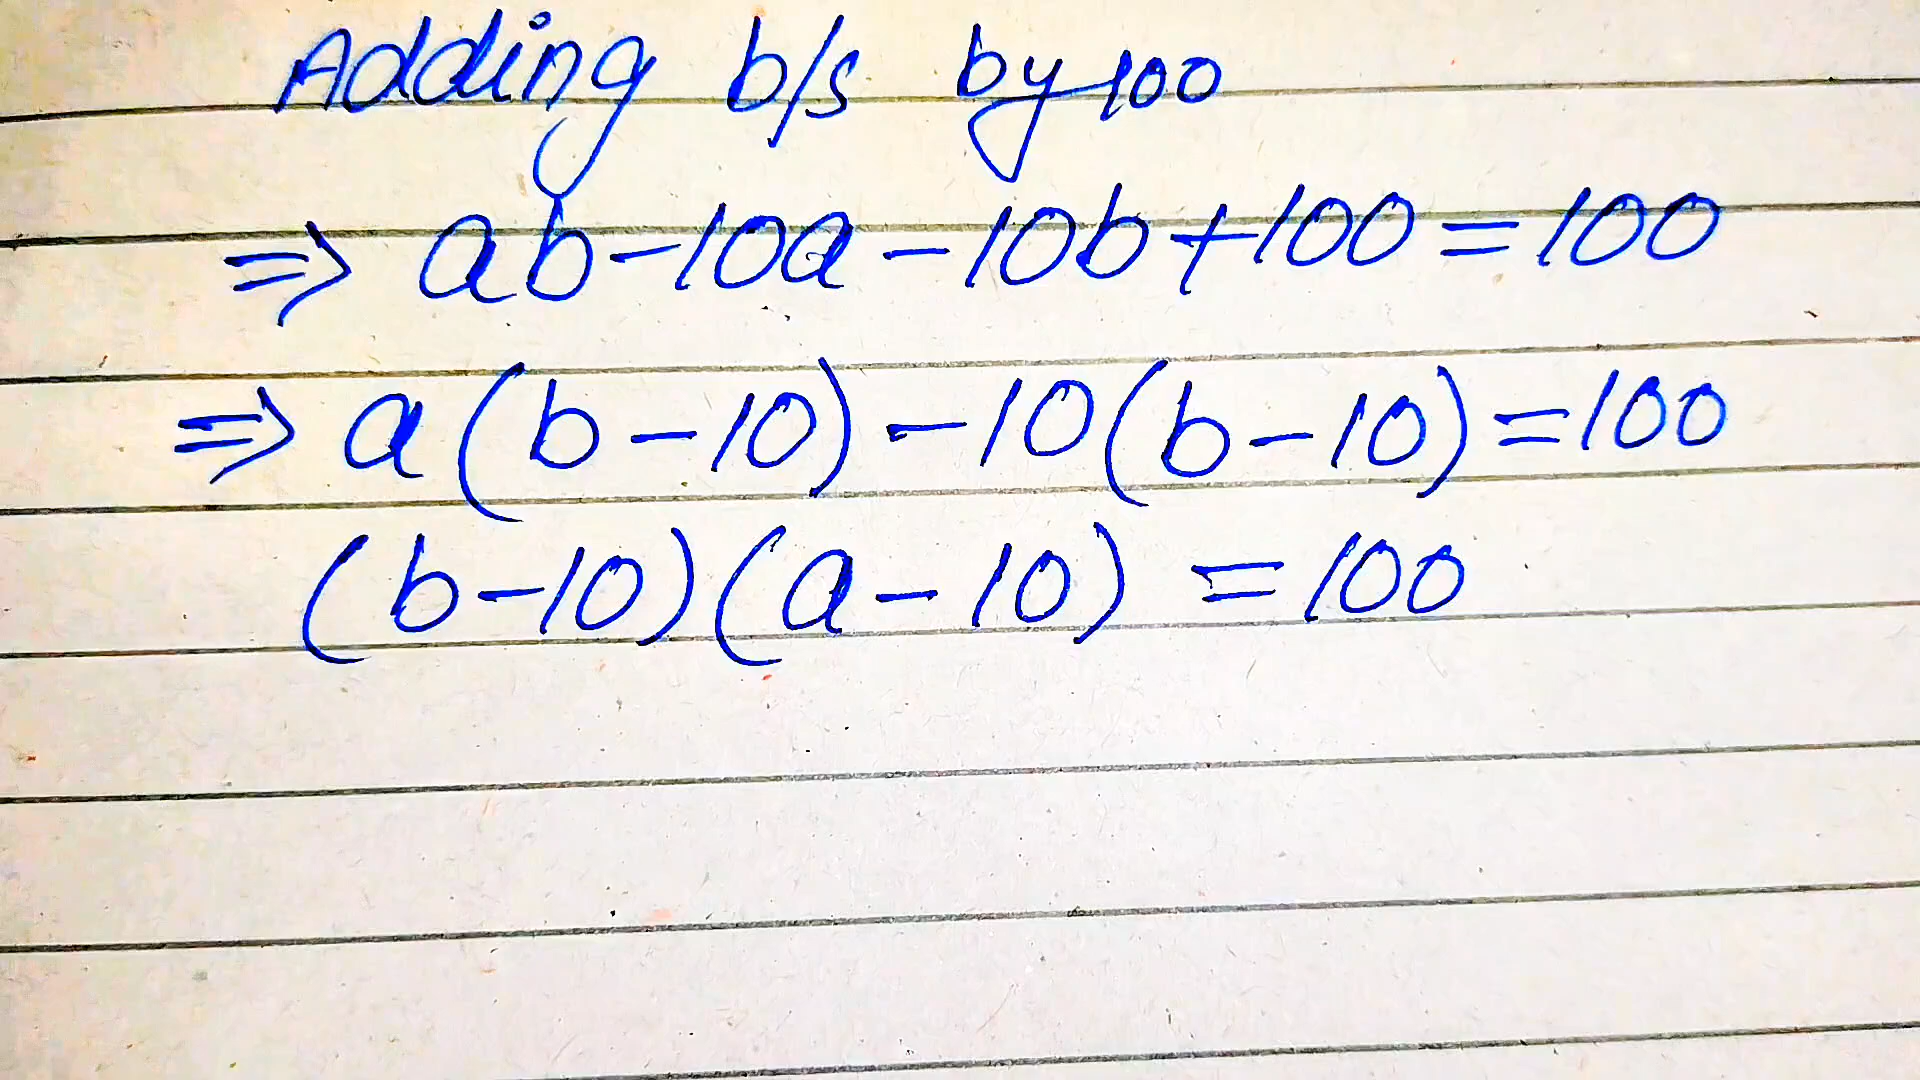 Adding b/s by 100
⇒ ab-10a-10b+100=100
⇒ a(b-10)-10(b-10)=100
(b-10)(a-10) = 100